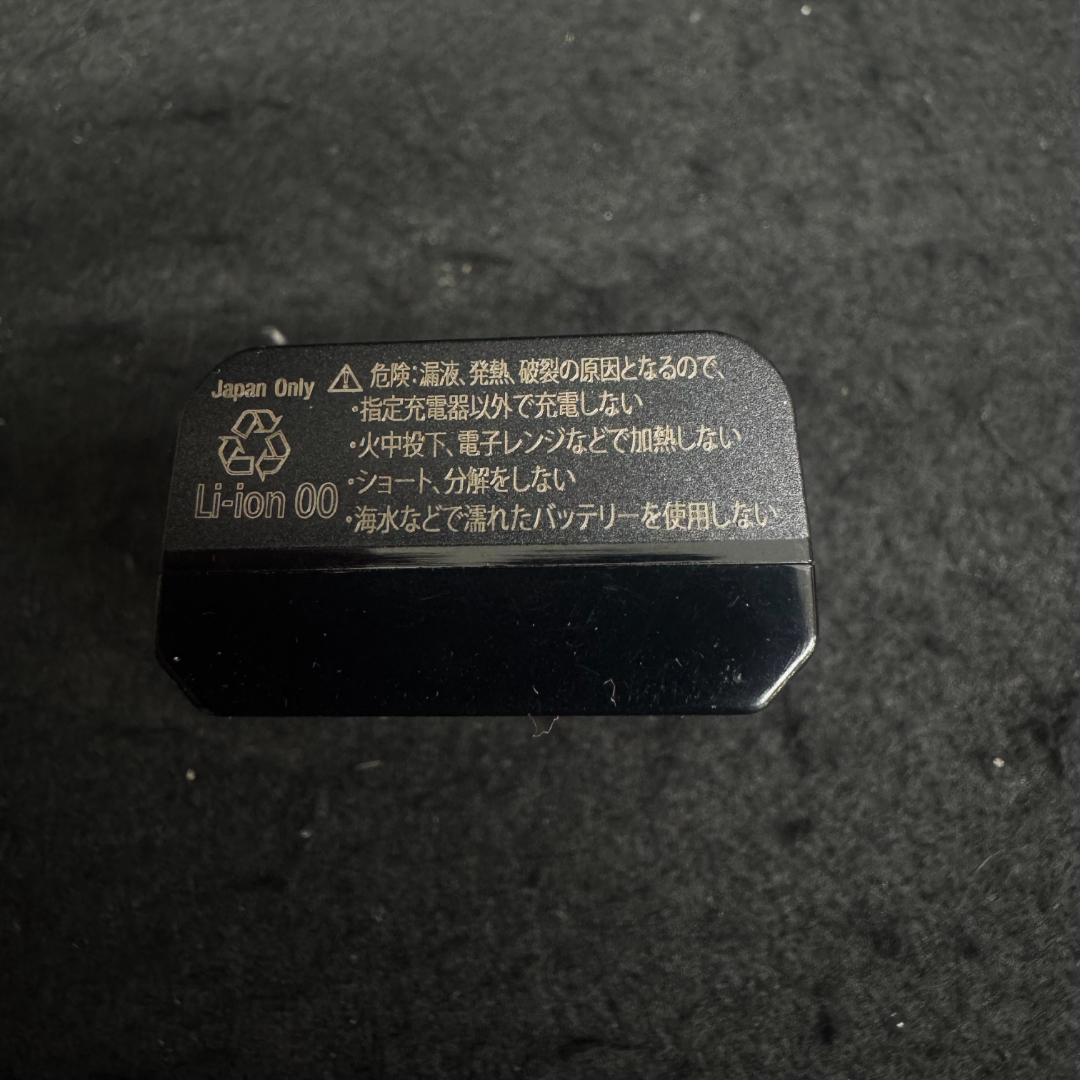 Japan Only
⚠危険:漏液、発熱、破裂の原因となるので、
・指定充電器以外で充電しない
・火中投下、電子レンジなどで加熱しない
・ショート、分解をしない
・海水などで濡れたバッテリーを使用しない
Li-ion 00